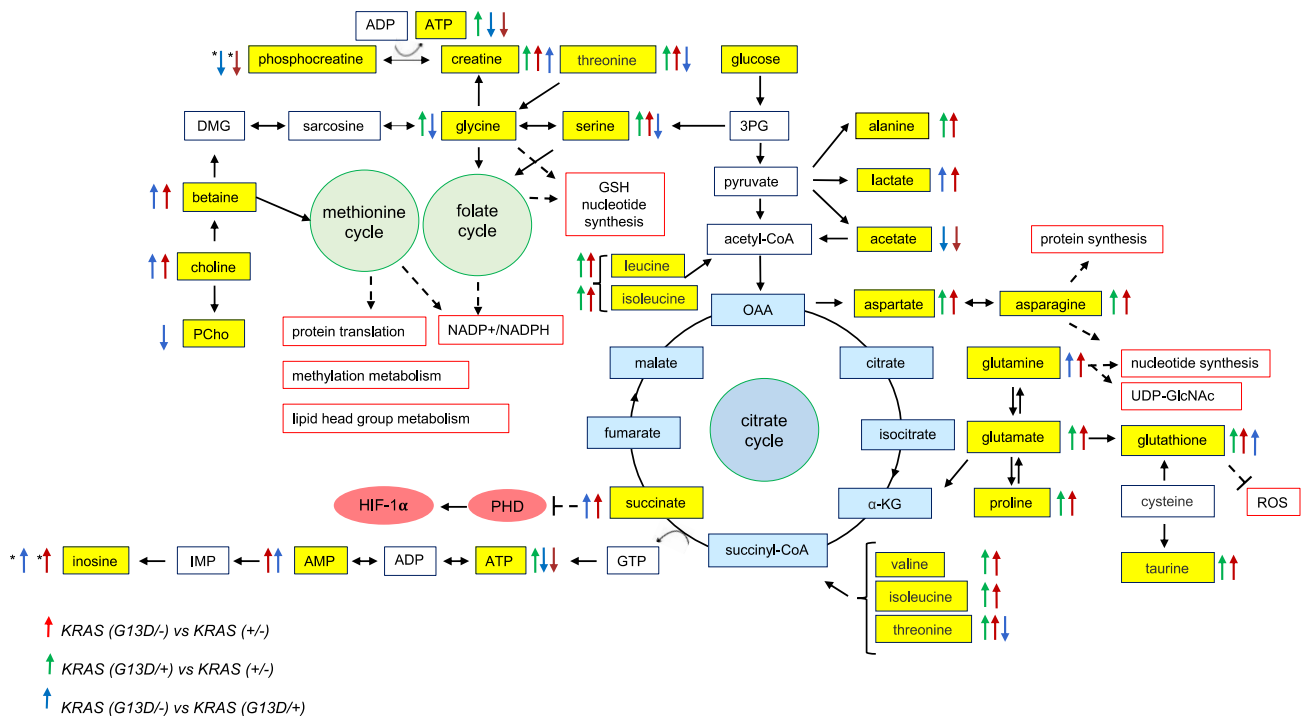 ADP
ATP
* * phosphocreatine
creatine
threonine
glucose
DMG
sarcosine
glycine
serine
3PG
alanine
betaine
methionine
cycle
folate
cycle
GSH
nucleotide
synthesis
pyruvate
lactate
choline
acetyl-CoA
acetate
protein synthesis
leucine
isoleucine
PCho
OAA
aspartate
asparagine
protein translation
NADP+/NADPH
malate
citrate
glutamine
nucleotide synthesis
methylation metabolism
UDP-GlcNAc
lipid head group metabolism
fumarate
citrate
cycle
isocitrate
glutamate
glutathione
HIF-1α
PHD
succinate
α-KG
proline
cysteine
ROS
* * inosine
IMP
AMP
ADP
ATP
GTP
succinyl-CoA
valine
isoleucine
threonine
taurine
KRAS (G13D/-) vs KRAS (+/-)
KRAS (G13D/+) vs KRAS (+/-)
KRAS (G13D/-) vs KRAS (G13D/+)